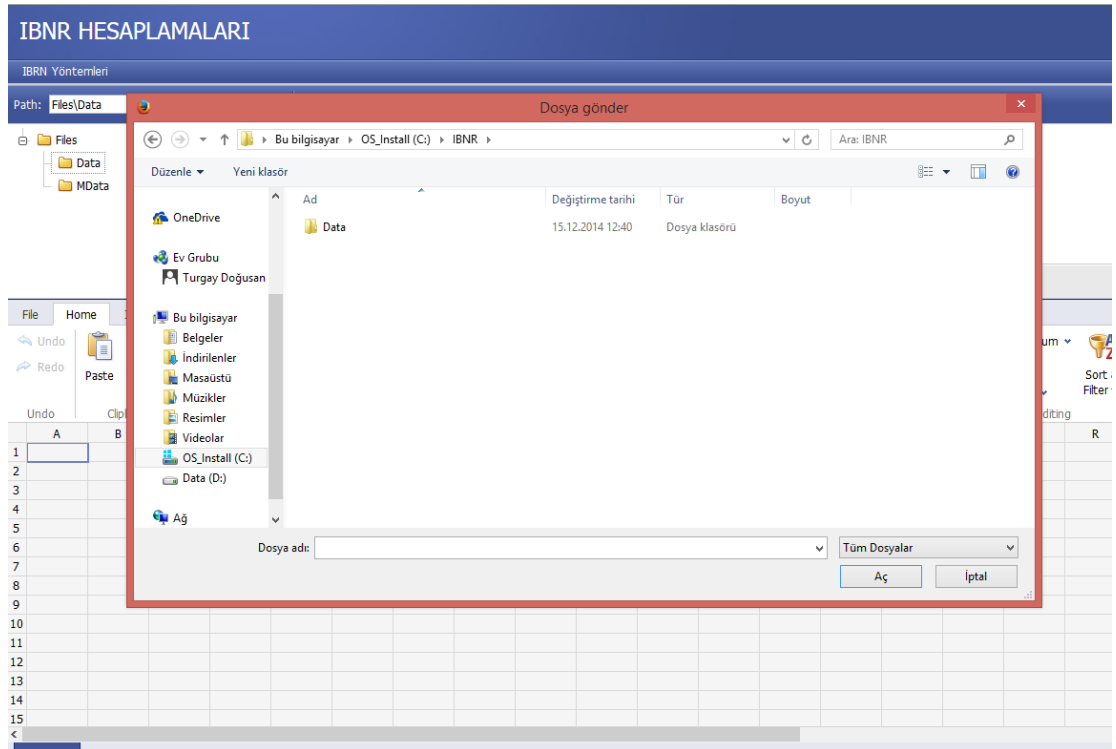 IBNR HESAPLAMALARI
IBRN Yöntemleri
Path: Files\Data
Files
Data
MData
Dosya gönder
Bu bilgisayar OS_Install (C:) IBNR
Ara: IBNR
Düzenle Yeni klasör
Ad Değiştirme tarihi Tür Boyut
Data 15.12.2014 12:40 Dosya klasörü
OneDrive
Ev Grubu
Turgay Doğusan
Bu bilgisayar
Belgeler
İndirilenler
Masaüstü
Müzikler
Resimler
Videolar
OS_Install (C:)
Data (D:)
Ağ
Dosya adı: Tüm Dosyalar
Aç İptal
File Home
Undo
Redo
Paste
Sort
Filter
Undo
A B R
1
2
3
4
5
6
7
8
9
10
11
12
13
14
15